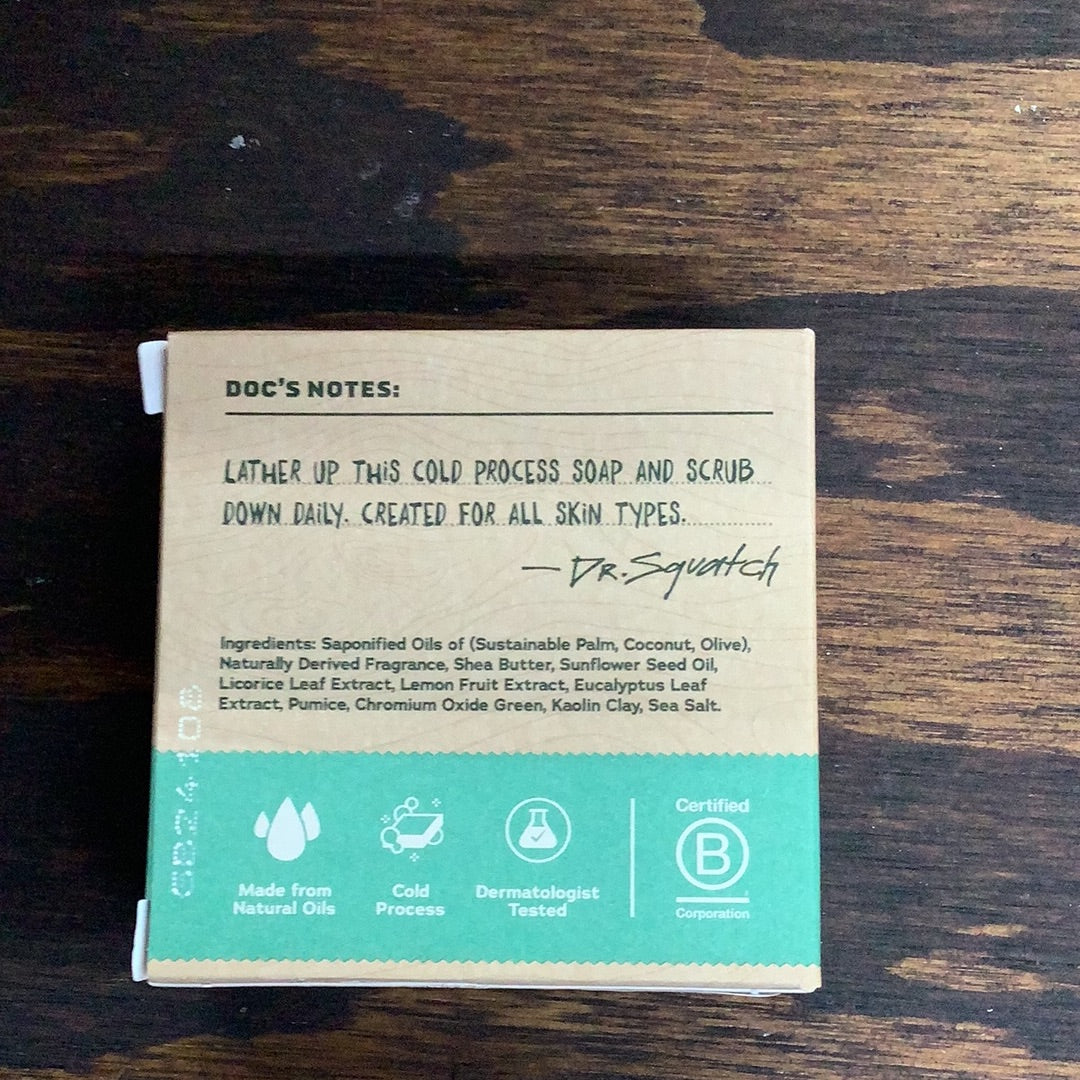 DOC'S NOTES:
LATHER UP THiS COLD PROCESS SOAP AND SCRUB
DOWN DAiLY. CREATED FOR ALL SKiN TYPES.
— DR. Squatch
Ingredients: Saponified Oils of (Sustainable Palm, Coconut, Olive),
Naturally Derived Fragrance, Shea Butter, Sunflower Seed Oil,
Licorice Leaf Extract, Lemon Fruit Extract, Eucalyptus Leaf
Extract, Pumice, Chromium Oxide Green, Kaolin Clay, Sea Salt.
Made from
Natural Oils
Cold
Process
Dermatologist
Tested
Certified
B
Corporation